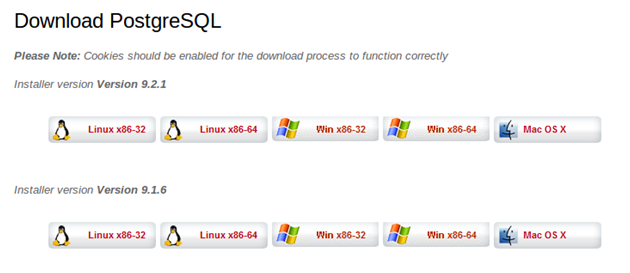 Download PostgreSQL
Please Note: Cookies should be enabled for the download process to function correctly
Installer version Version 9.2.1
Linux x86-32 Linux x86-64 Win x86-32 Win x86-64 Mac OS X
Installer version Version 9.1.6
Linux x86-32 Linux x86-64 Win x86-32 Win x86-64 Mac OS X